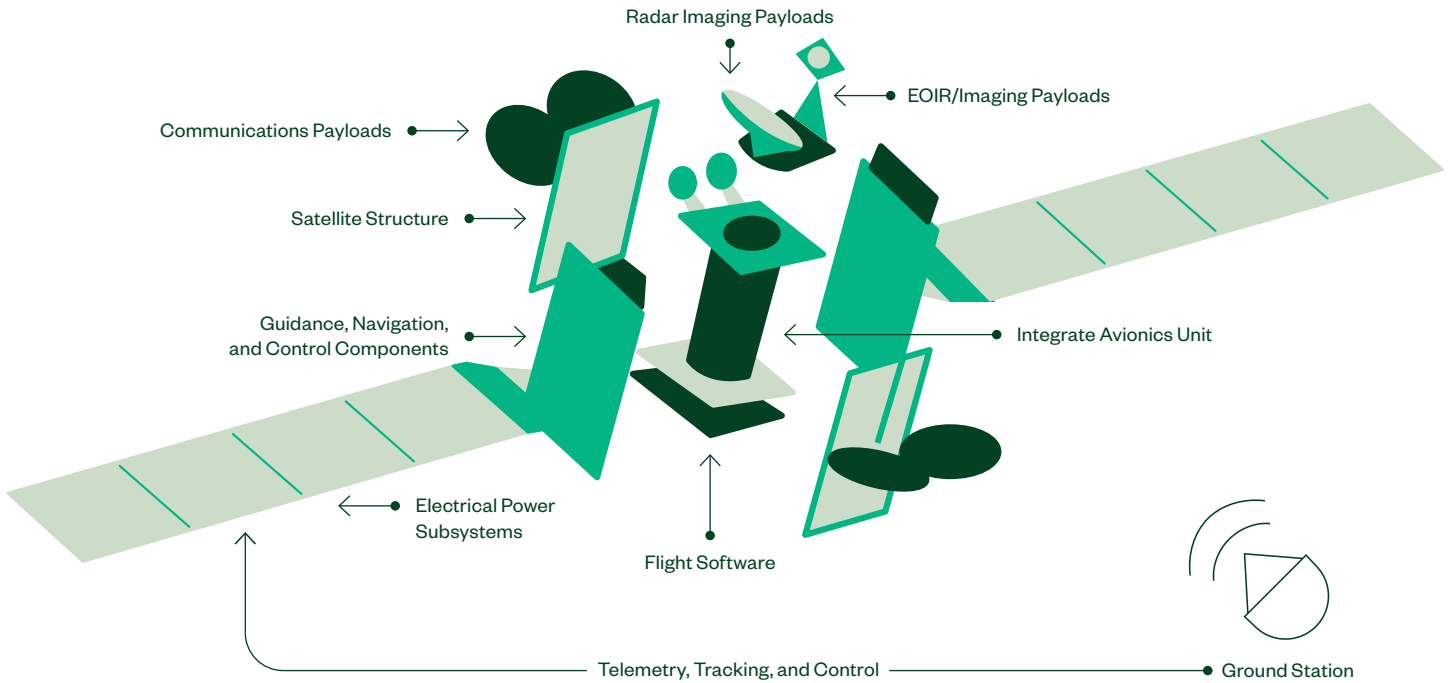 Radar Imaging Payloads
EOIR/Imaging Payloads
Communications Payloads
Satellite Structure
Guidance, Navigation,
and Control Components
Integrate Avionics Unit
Electrical Power
Subsystems
Flight Software
Telemetry, Tracking, and Control
Ground Station